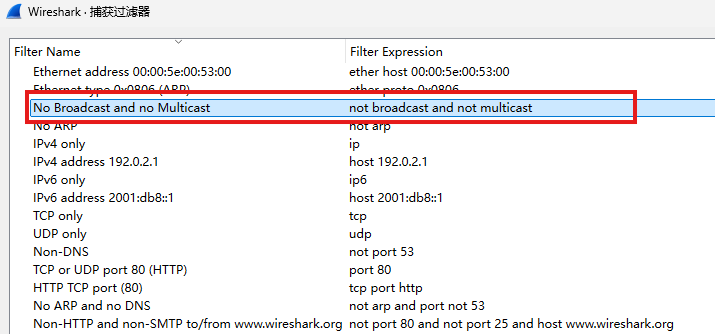 Wireshark · 捕获过滤器
Filter Name Filter Expression
Ethernet address 00:00:5e:00:53:00 ether host 00:00:5e:00:53:00
Ethernet type 0x0806 (ARP) ether proto 0x0806
No Broadcast and no Multicast not broadcast and not multicast
No ARP not arp
IPv4 only ip
IPv4 address 192.0.2.1 host 192.0.2.1
IPv6 only ip6
IPv6 address 2001:db8::1 host 2001:db8::1
TCP only tcp
UDP only udp
Non-DNS not port 53
TCP or UDP port 80 (HTTP) port 80
HTTP TCP port (80) tcp port http
No ARP and no DNS not arp and port not 53
Non-HTTP and non-SMTP to/from www.wireshark.org not port 80 and not port 25 and host www.wireshark.org